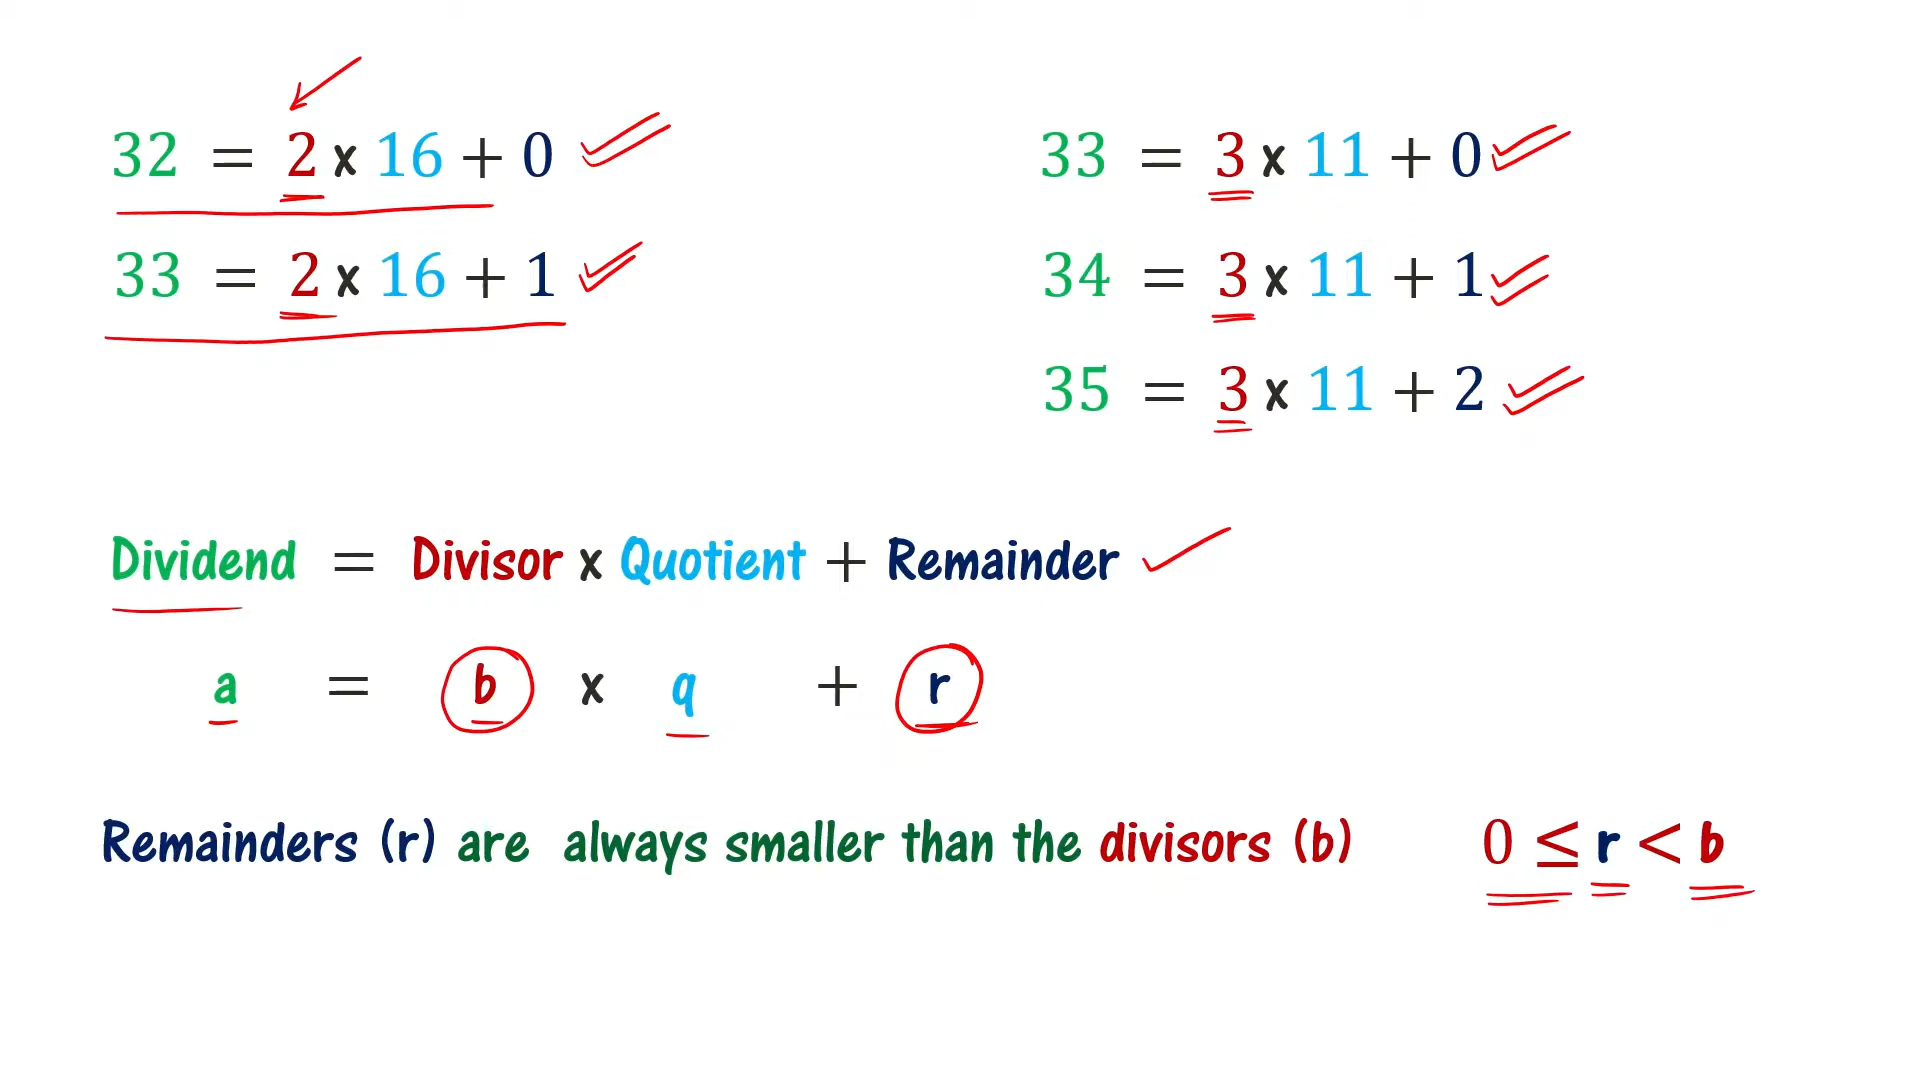 32 = 2 x 16 + 0
33 = 2 x 16 + 1
33 = 3 x 11 + 0
34 = 3 x 11 + 1
35 = 3 x 11 + 2
Dividend = Divisor x Quotient + Remainder
a = b x q + r
Remainders (r) are always smaller than the divisors (b) 0 ≤ r < b